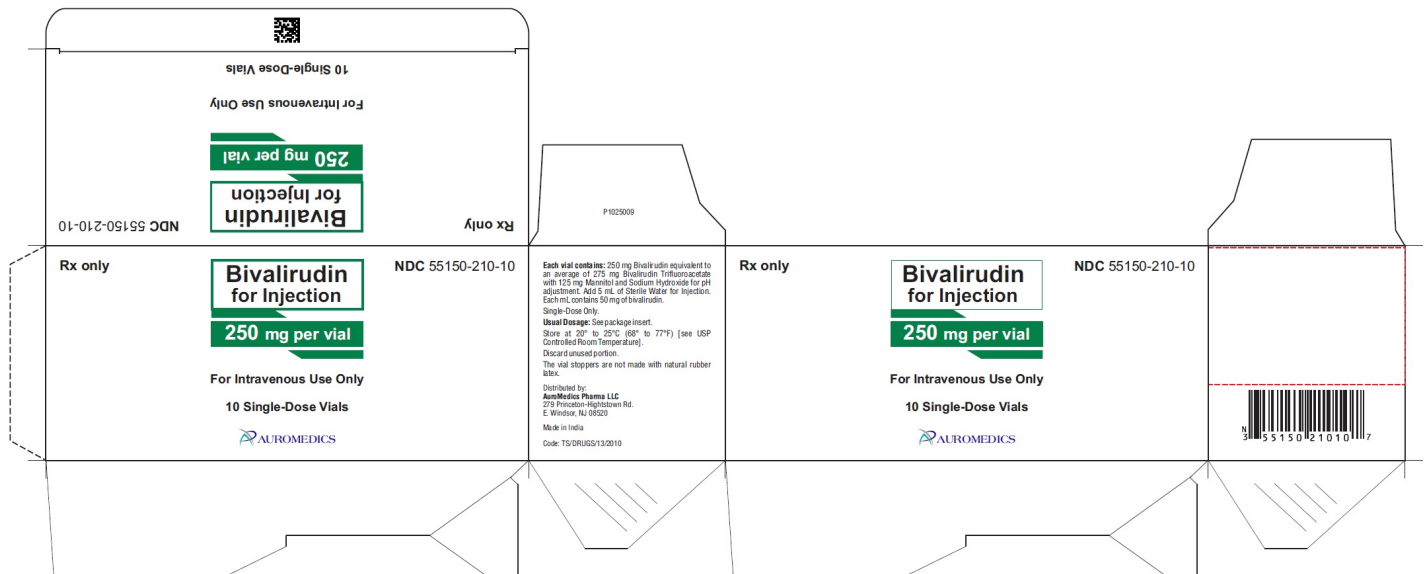 10 Single-Dose Vials
For Intravenous Use Only
250 mg per vial
Bivalirudin
for Injection
NDC 55150-210-10
Rx only
P1025009
Rx only
Bivalirudin
for Injection
NDC 55150-210-10
250 mg per vial
For Intravenous Use Only
10 Single-Dose Vials
AUROMEDICS
Each vial contains: 250 mg Bivalirudin equivalent to
an average of 275 mg Bivalirudin Trifluoroacetate
with 125 mg Mannitol and Sodium Hydroxide for pH
adjustment. Add 5 mL of Sterile Water for Injection.
Each mL contains 50 mg of bivalirudin.
Single-Dose Only.
Usual Dosage: See package insert.
Store at 20° to 25°C (68° to 77°F) [see USP
Controlled Room Temperature].
Discard unused portion.
The vial stoppers are not made with natural rubber
latex.
Distributed by:
AuroMedics Pharma LLC
279 Princeton-Hightstown Rd.
E. Windsor, NJ 08520
Made in India
Code: TS/DRUGS/13/2010
Rx only
Bivalirudin
for Injection
NDC 55150-210-10
250 mg per vial
For Intravenous Use Only
10 Single-Dose Vials
AUROMEDICS
N
3 55150 21010 7